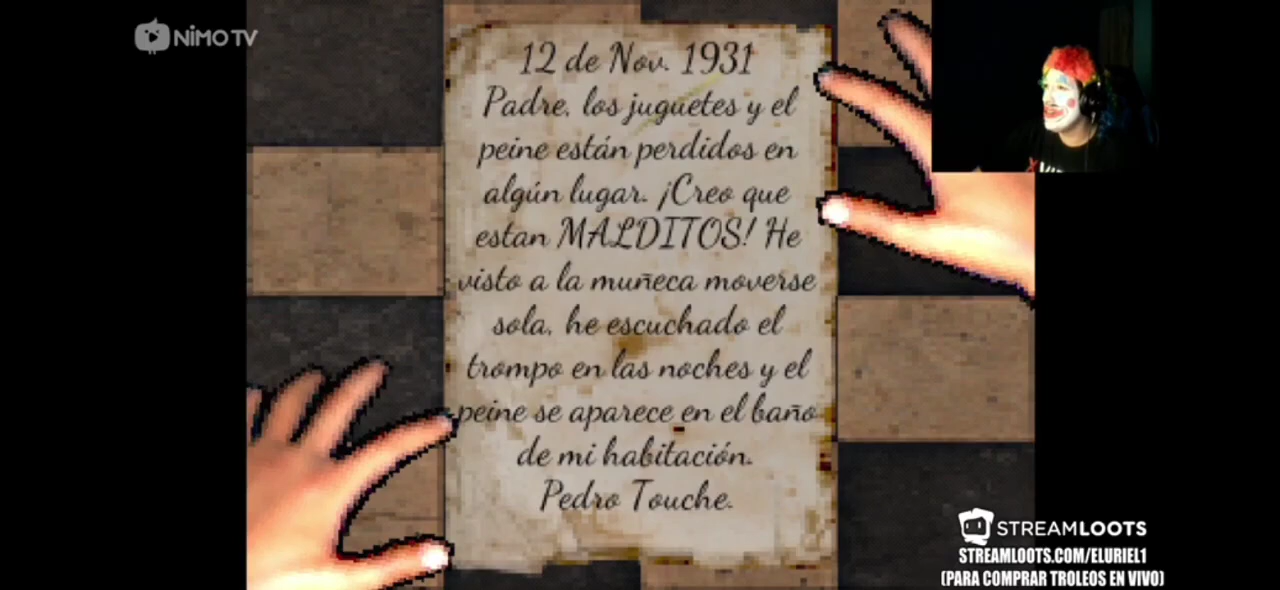 NIMO TV
12 de Nov. 1931
Padre, los juguetes y el
peine están perdidos en
algún lugar. ¡Creo que
estan MALDITOS! He
visto a la muñeca moverse
sola, he escuchado el
trompo en las noches y el
peine se aparece en el baño
de mi habitación.
Pedro Touche.
STREAMLOOTS
STREAMLOOTS.COM/ELURIEL1
(PARA COMPRAR TROLEOS EN VIVO)